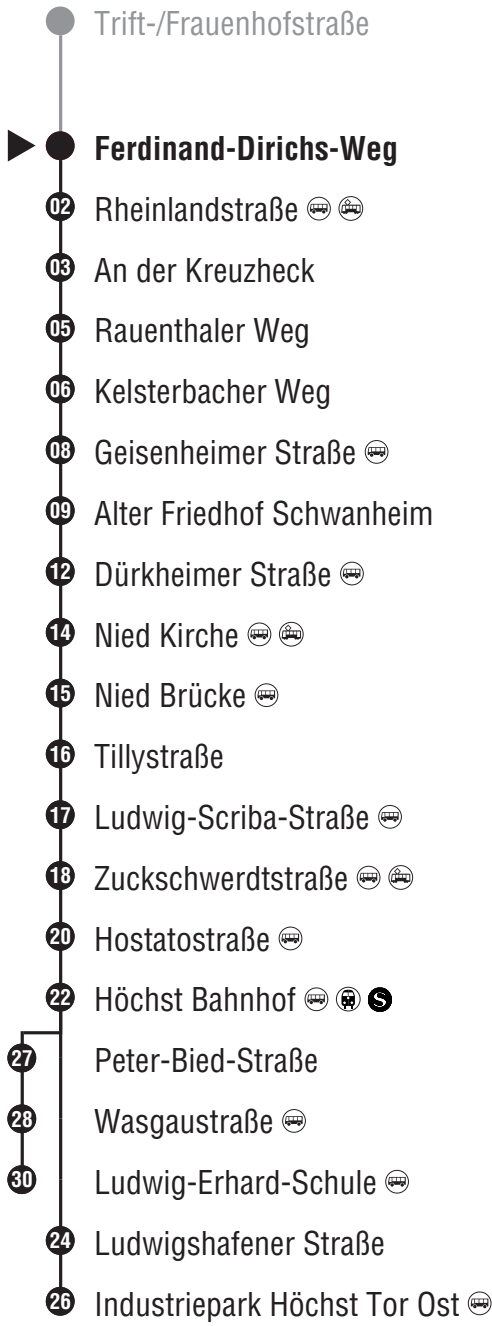 Trift-/Frauenhofstraße
Ferdinand-Dirichs-Weg
02 Rheinlandstraße
03 An der Kreuzheck
05 Rauenthaler Weg
06 Kelsterbacher Weg
08 Geisenheimer Straße
09 Alter Friedhof Schwanheim
12 Dürkheimer Straße
14 Nied Kirche
15 Nied Brücke
16 Tillystraße
17 Ludwig-Scriba-Straße
18 Zuckschwerdtstraße
20 Hostatostraße
22 Höchst Bahnhof S
27 Peter-Bied-Straße
28 Wasgaustraße
30 Ludwig-Erhard-Schule
24 Ludwigshafener Straße
26 Industriepark Höchst Tor Ost